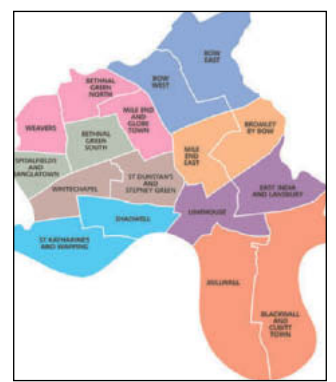 BOW
EAST
BOW
WEST
BETHNAL
GREEN
NORTH
MILE END
AND
GLOBE
TOWN
WEAVERS
BROMLEY
BY BOW
BETHNAL
GREEN
SOUTH
MILE
END
EAST
SPITALFIELDS
AND
BANGLATOWN
ST DUNSTAN'S
AND
STEPNEY GREEN
WHITECHAPEL
EAST INDIA
AND LANSBURY
SHADWELL
LIMEHOUSE
ST KATHARINE'S
AND WAPPING
MILLWALL
BLACKWALL
AND
CUBITT
TOWN